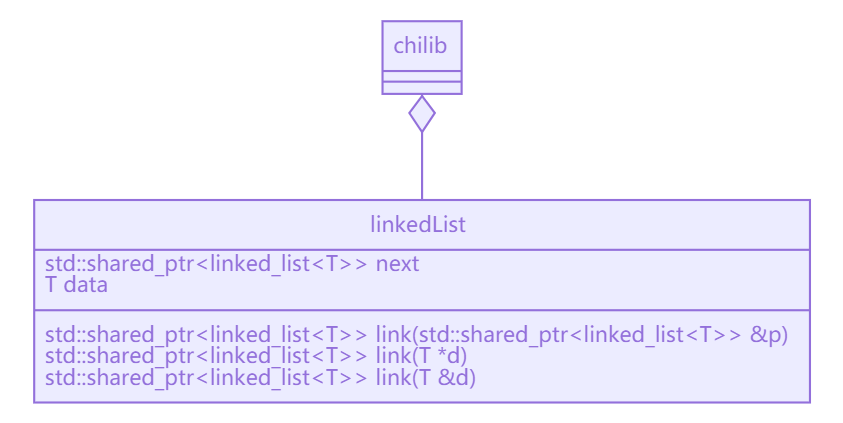 chilib
linkedList
std::shared_ptr<linked_list<T>> next
T data
std::shared_ptr<linked_list<T>> link(std::shared_ptr<linked_list<T>> &p)
std::shared_ptr<linked_list<T>> link(T *d)
std::shared_ptr<linked_list<T>> link(T &d)